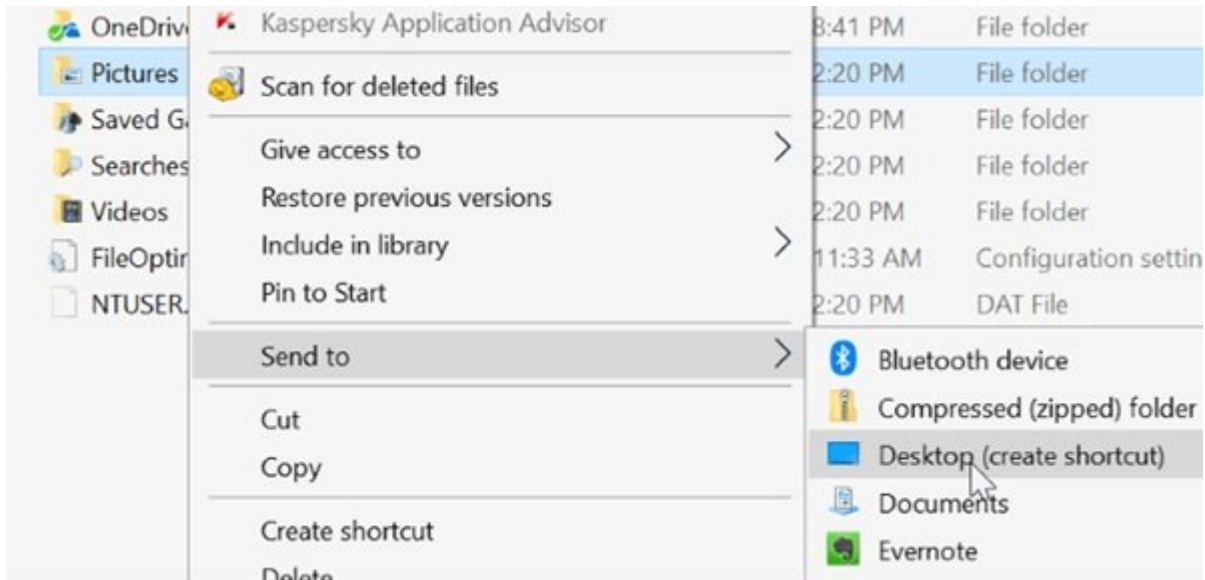 OneDriv
Kaspersky Application Advisor
8:41 PM
File folder
Pictures
Scan for deleted files
2:20 PM
File folder
Saved Ga
2:20 PM
File folder
Give access to
Searches
2:20 PM
File folder
Restore previous versions
Videos
2:20 PM
File folder
Include in library
FileOptin
11:33 AM
Configuration settin
Pin to Start
NTUSER.
2:20 PM
DAT File
Send to
Bluetooth device
Cut
Compressed (zipped) folder
Copy
Desktop (create shortcut)
Documents
Create shortcut
Evernote
Delete